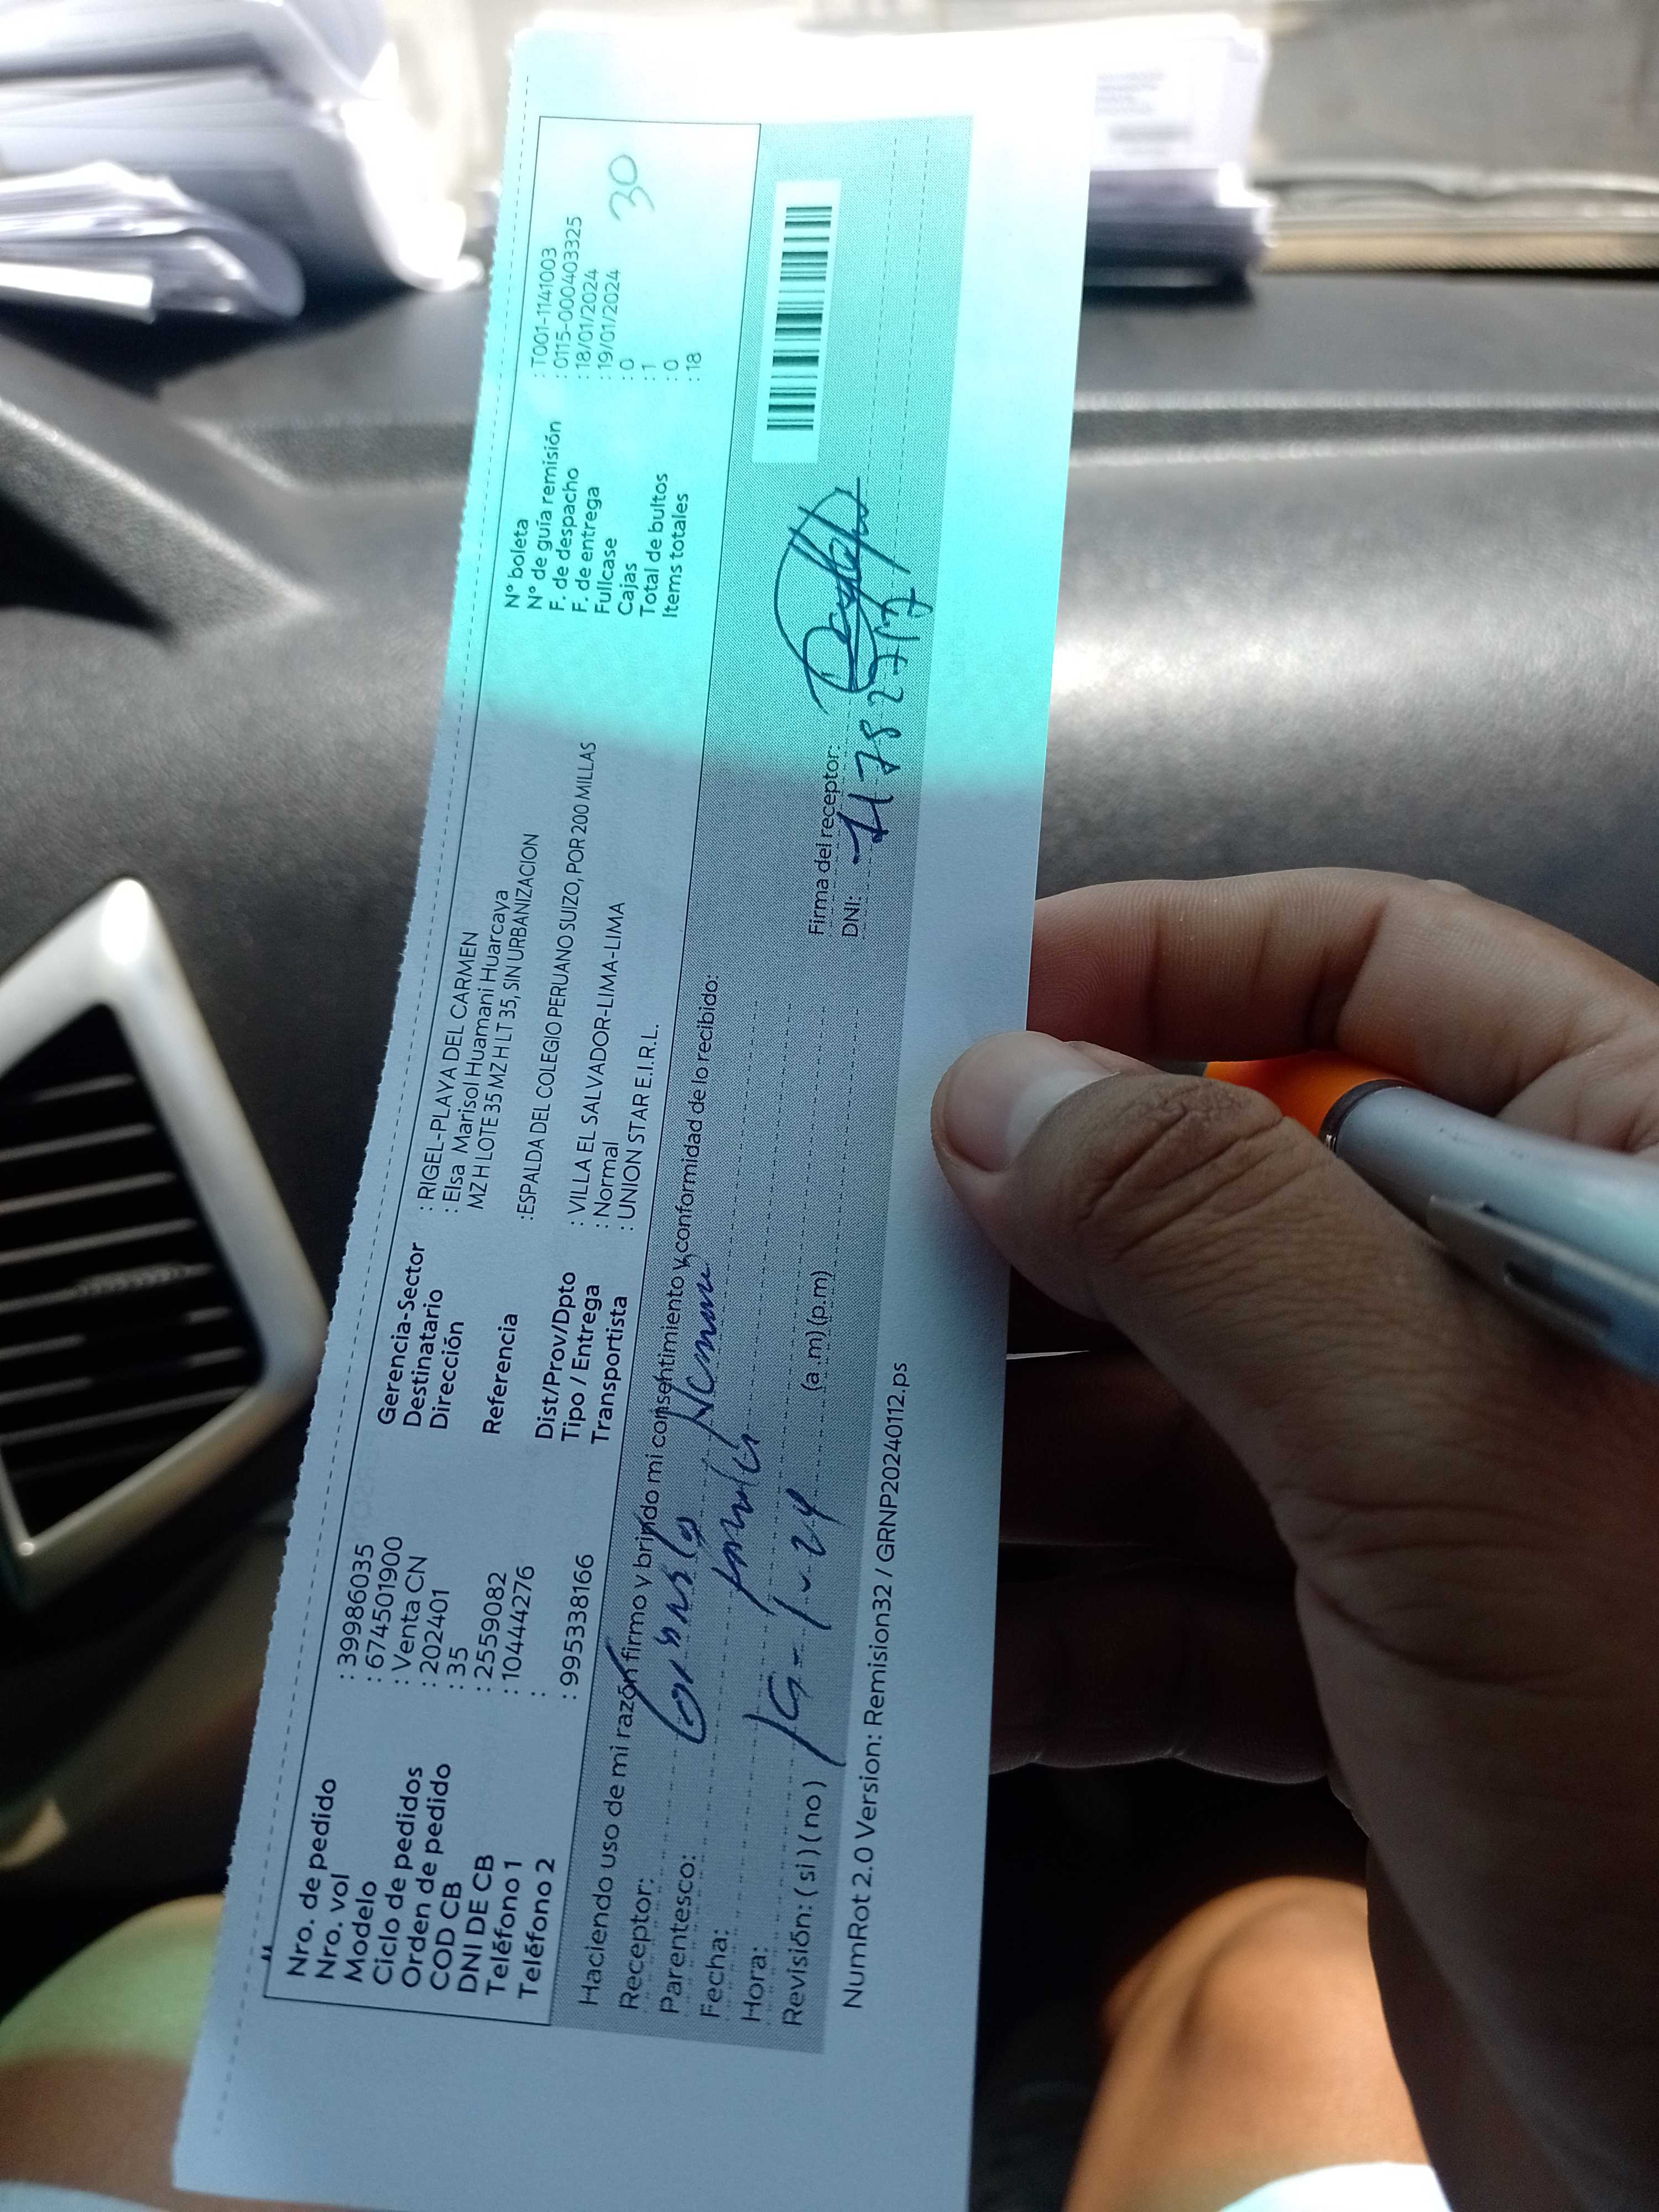 Nro. de pedido : 399986035
Nro. vol : 6745019​00
Modelo : Venta CN
Ciclo de pedidos : 202401
Orden de pedido : 35
COD CB : 2559082
DNI DE CB : 10444276
Teléfono 1 :
Teléfono 2 : 995338166
Gerencia-Sector : RIGEL-PLAYA DEL CARMEN
Destinatario : Elsa Marisol Huamani Huarcaya
Dirección MZ H LOTE 35 MZ H LT 35, SIN URBANIZACION
Referencia :ESPALDA DEL COLEGIO PERUANO SUIZO, POR 200 MILLAS
Dist/Prov/Dpto : VILLA EL SALVADOR-LIMA-LIMA
Tipo / Entrega : Normal
Transportista : UNION STAR E.I.R.L.
N° boleta : T001-1141003
N° de guía remisión : 0115-0000403325
F. de despacho : 18/01/2024
F. de entrega : 19/01/2024
Fullcase : 0
Cajas : 1
Total de bultos : 0
Items totales : 18
30
Haciendo uso de mi razón firmo y brindo mi consentimiento y conformidad de lo recibido:
Receptor:
Parentesco:
Fecha:
Hora: (a.m) (p.m)
Revisión: ( si ) ( no )
Firma del receptor:
DNI:
NumRot 2.0 Version: Remision32 / GRNP20240112.ps